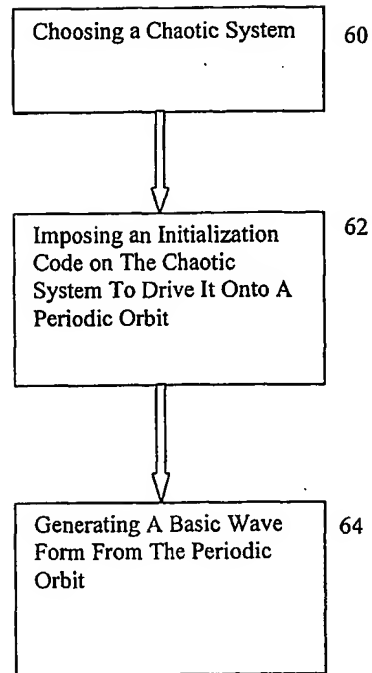 Choosing a Chaotic System
60
Imposing an Initialization
Code on The Chaotic
System To Drive It Onto A
Periodic Orbit
62
Generating A Basic Wave
Form From The Periodic
Orbit
64